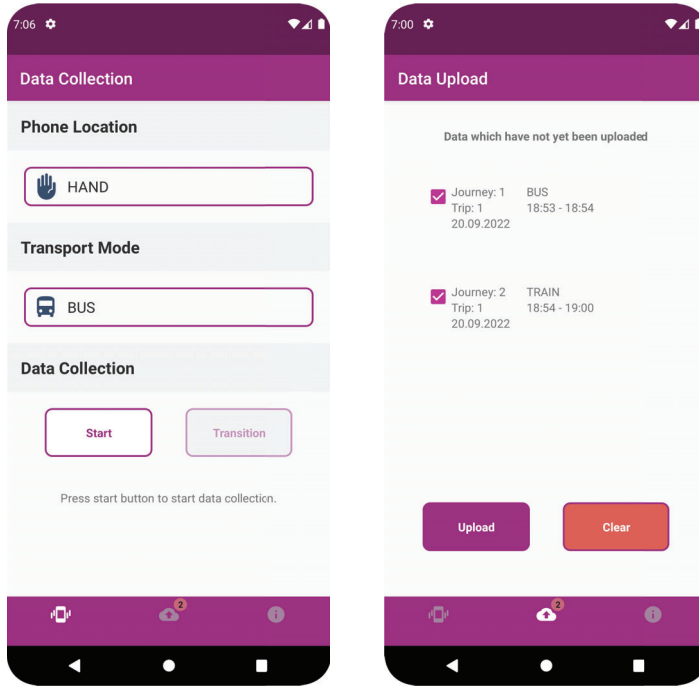 7:06
Data Collection
Phone Location
HAND
Transport Mode
BUS
Data Collection
Start
Transition
Press start button to start data collection.
2
7:00
Data Upload
Data which have not yet been uploaded
Journey: 1 BUS
Trip: 1 18:53 - 18:54
20.09.2022
Journey: 2 TRAIN
Trip: 1 18:54 - 19:00
20.09.2022
Upload
Clear
2